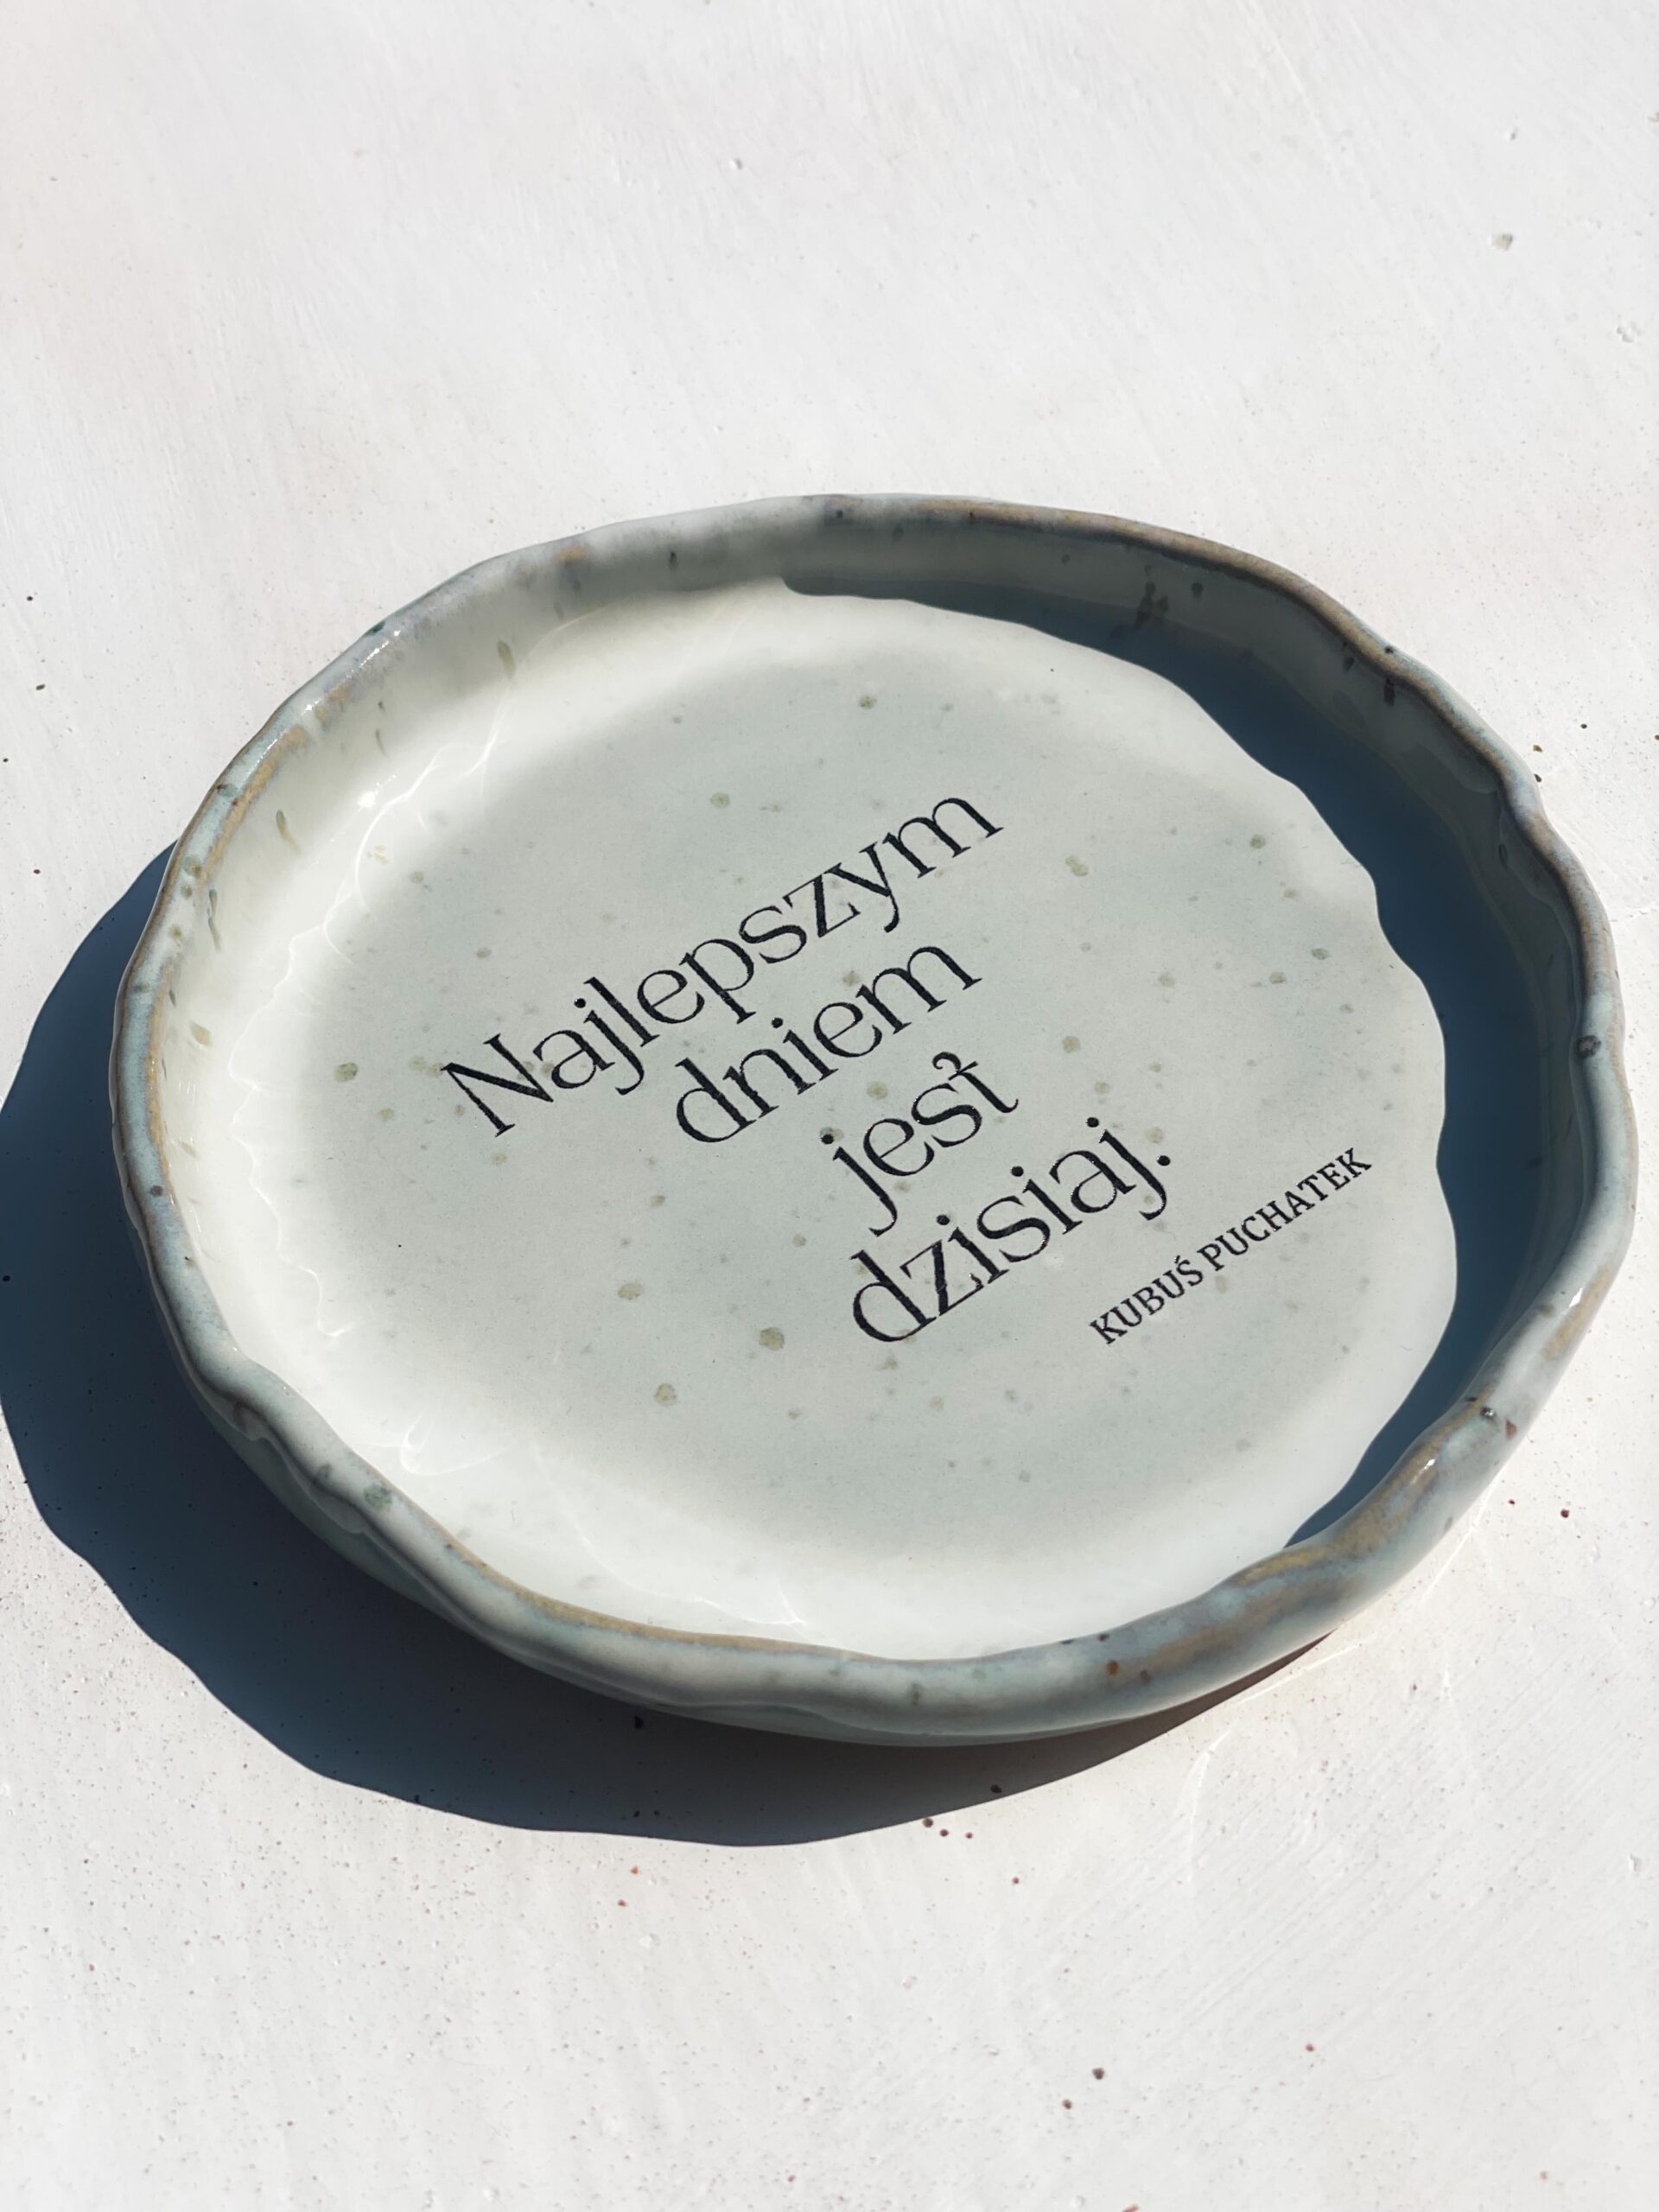 Najlepszym
dniem
jest
dzisiaj.
KUBUŚ PUCHATEK